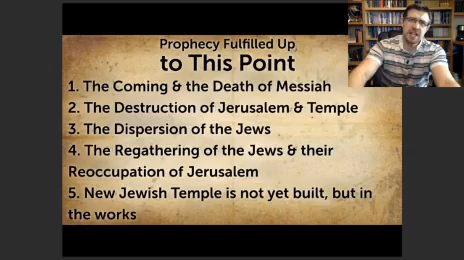 Prophecy Fulfilled Up
to This Point
1. The Coming & the Death of Messiah
2. The Destruction of Jerusalem & Temple
3. The Dispersion of the Jews
4. The Regathering of the Jews & their
Reoccupation of Jerusalem
5. New Jewish Temple is not yet built, but in
the works